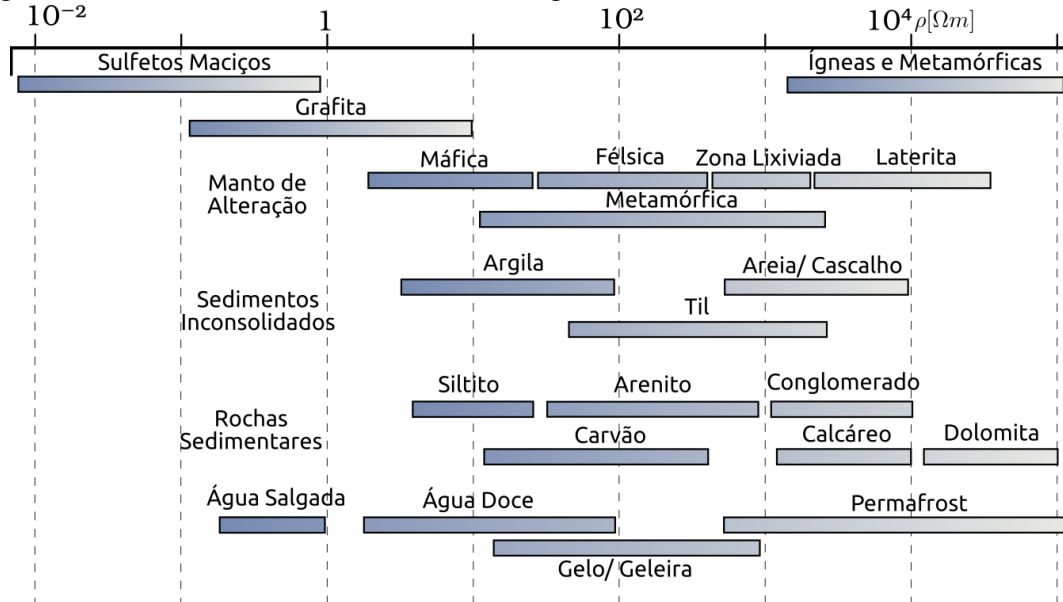 10⁻² 1 10² 10⁴ ρ[Ωm]
Sulfetos Maciços
Ígneas e Metamórficas
Grafita
Máfica
Félsica
Zona Lixiviada
Laterita
Manto de
Alteração
Metamórfica
Argila
Areia/ Cascalho
Sedimentos
Inconsolidados
Til
Siltito
Arenito
Conglomerado
Rochas
Sedimentares
Carvão
Calcáreo
Dolomita
Água Salgada
Água Doce
Permafrost
Gelo/ Geleira